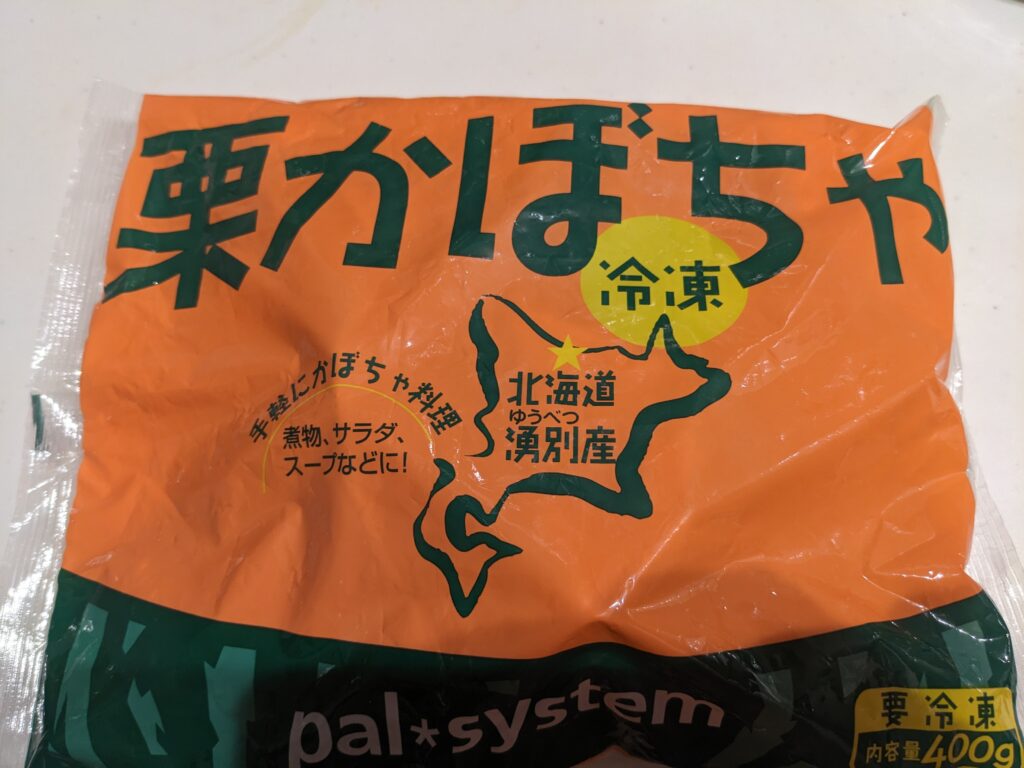 栗かぼちゃ
冷凍
手軽にかぼちゃ料理
煮物、サラダ、
スープなどに!
北海道
ゆうべつ
湧別産
pal*system
要冷凍
内容量400g